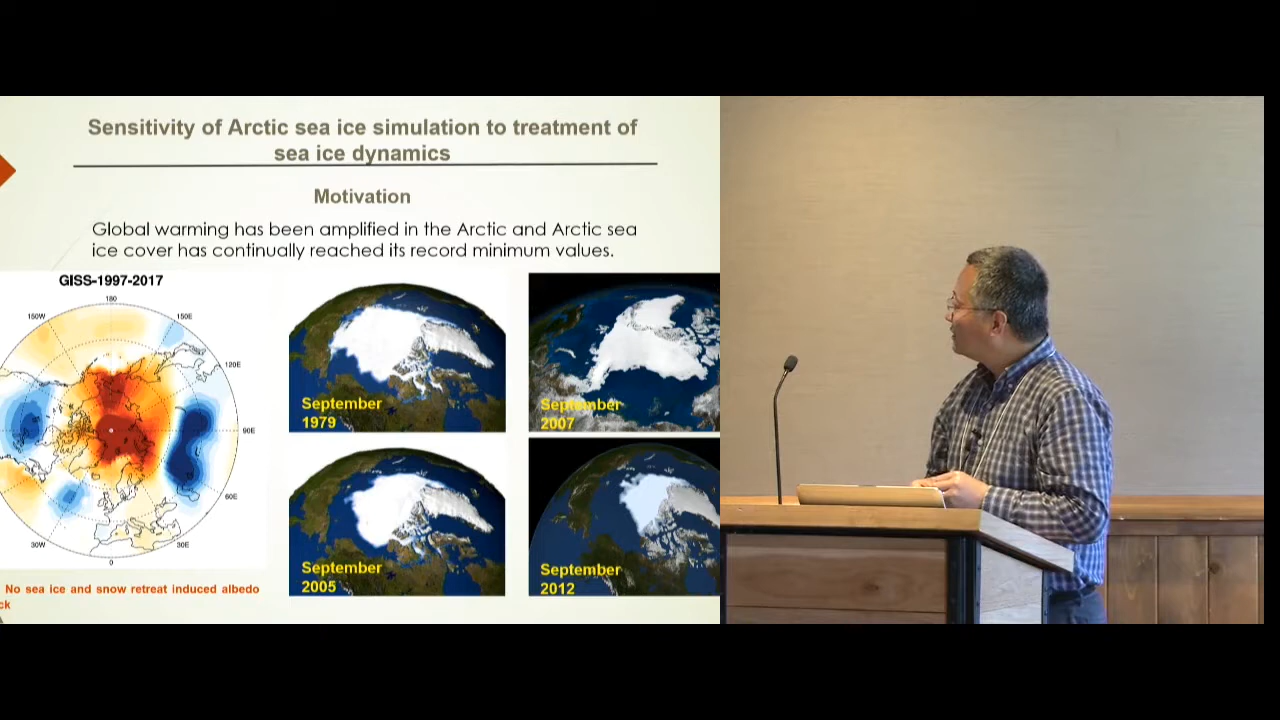 Sensitivity of Arctic sea ice simulation to treatment of
sea ice dynamics
Motivation
Global warming has been amplified in the Arctic and Arctic sea
ice cover has continually reached its record minimum values.
GISS-1997-2017
180
150W
150E
120E
90E
60E
30W
30E
0
September
1979
September
2007
September
2005
September
2012
No sea ice and snow retreat induced albedo
ck